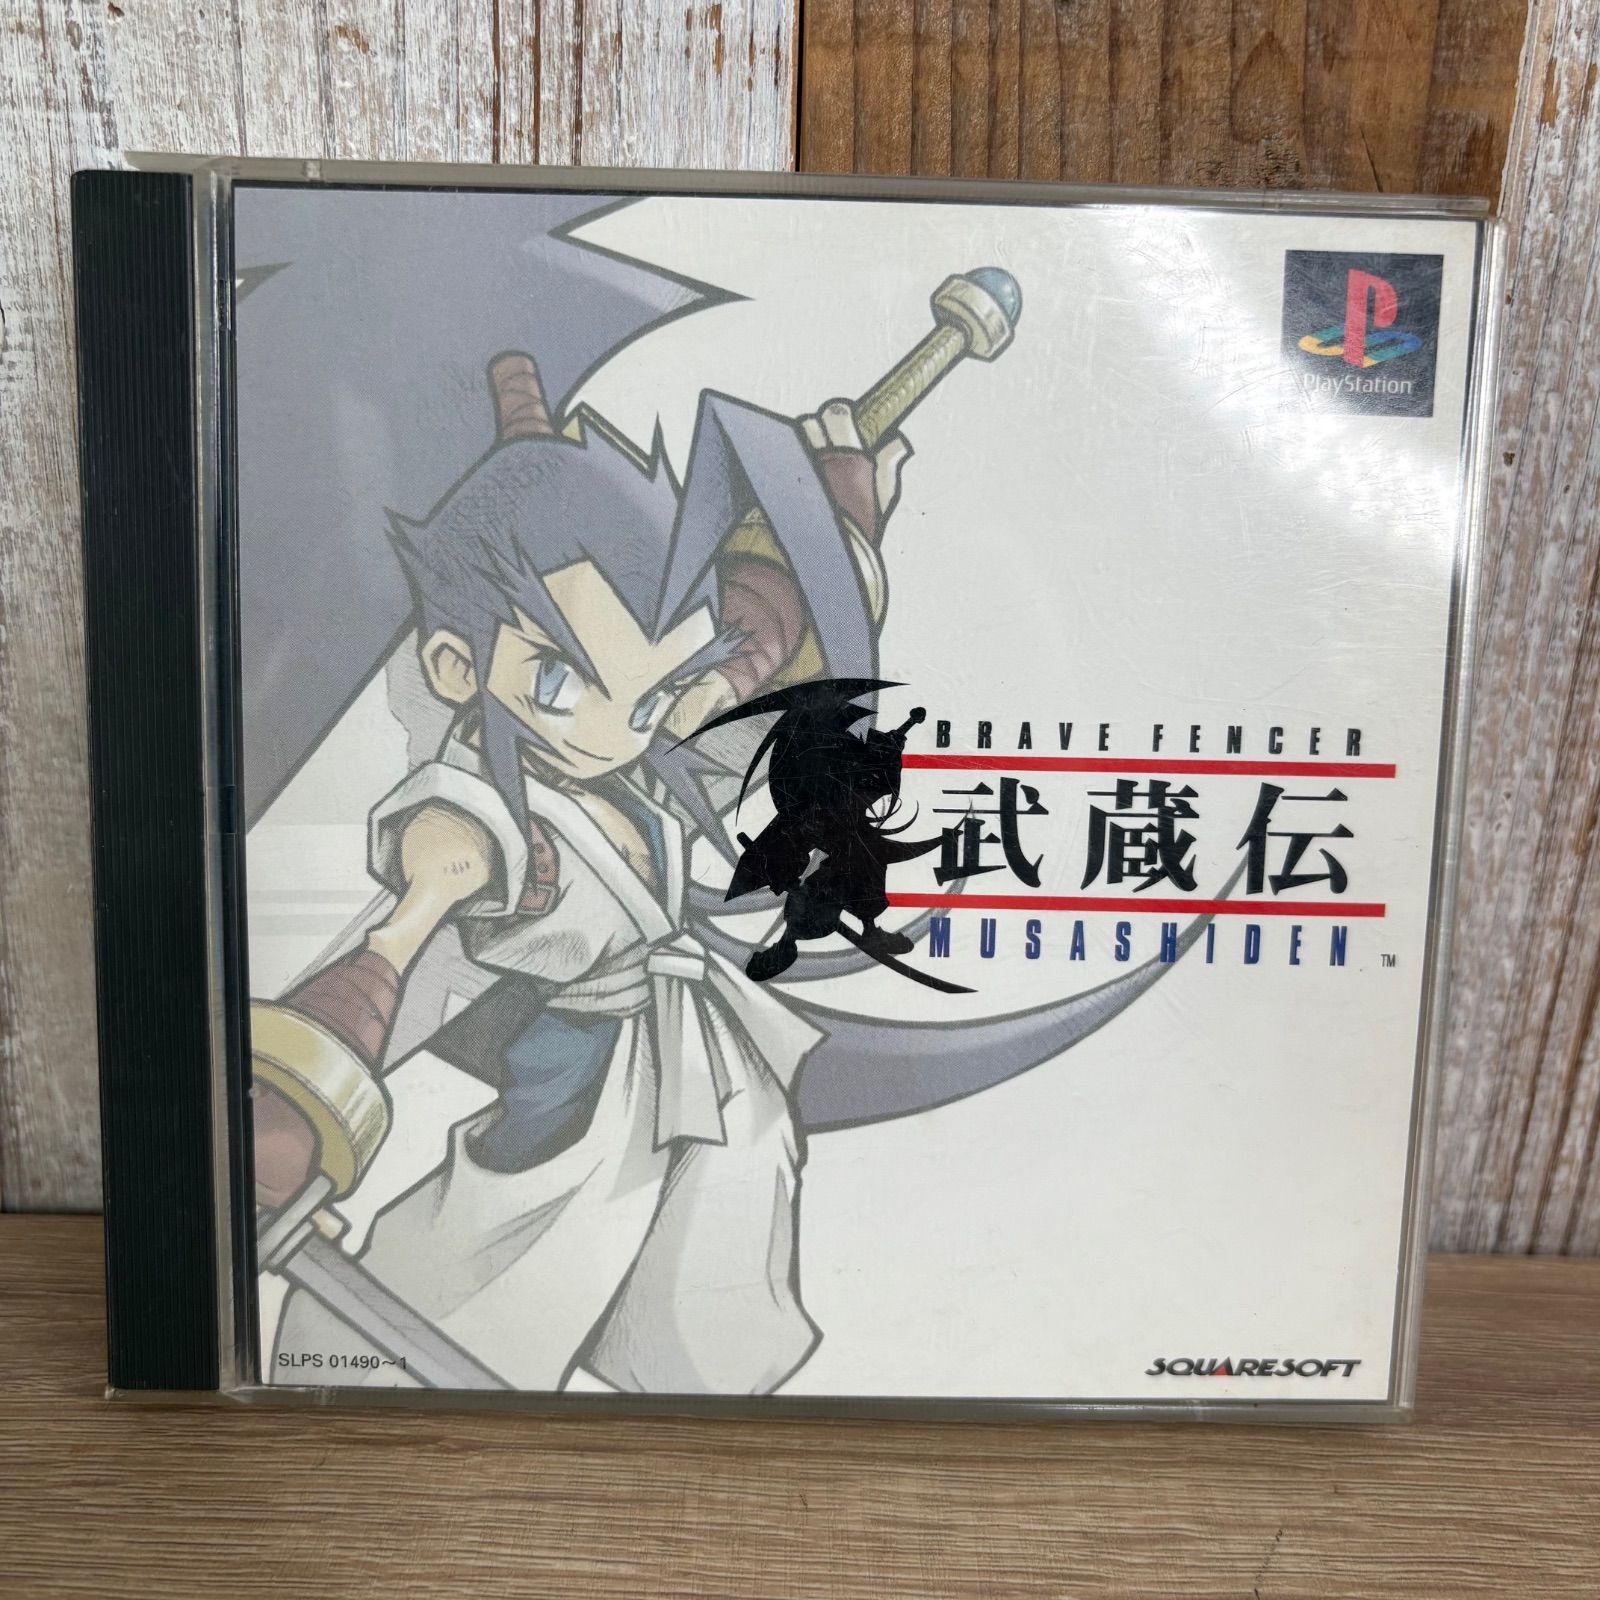 PlayStation
BRAVE FENCER
武蔵伝
MUSASHIDEN ™
SLPS 01490~1
SQUARESOFT